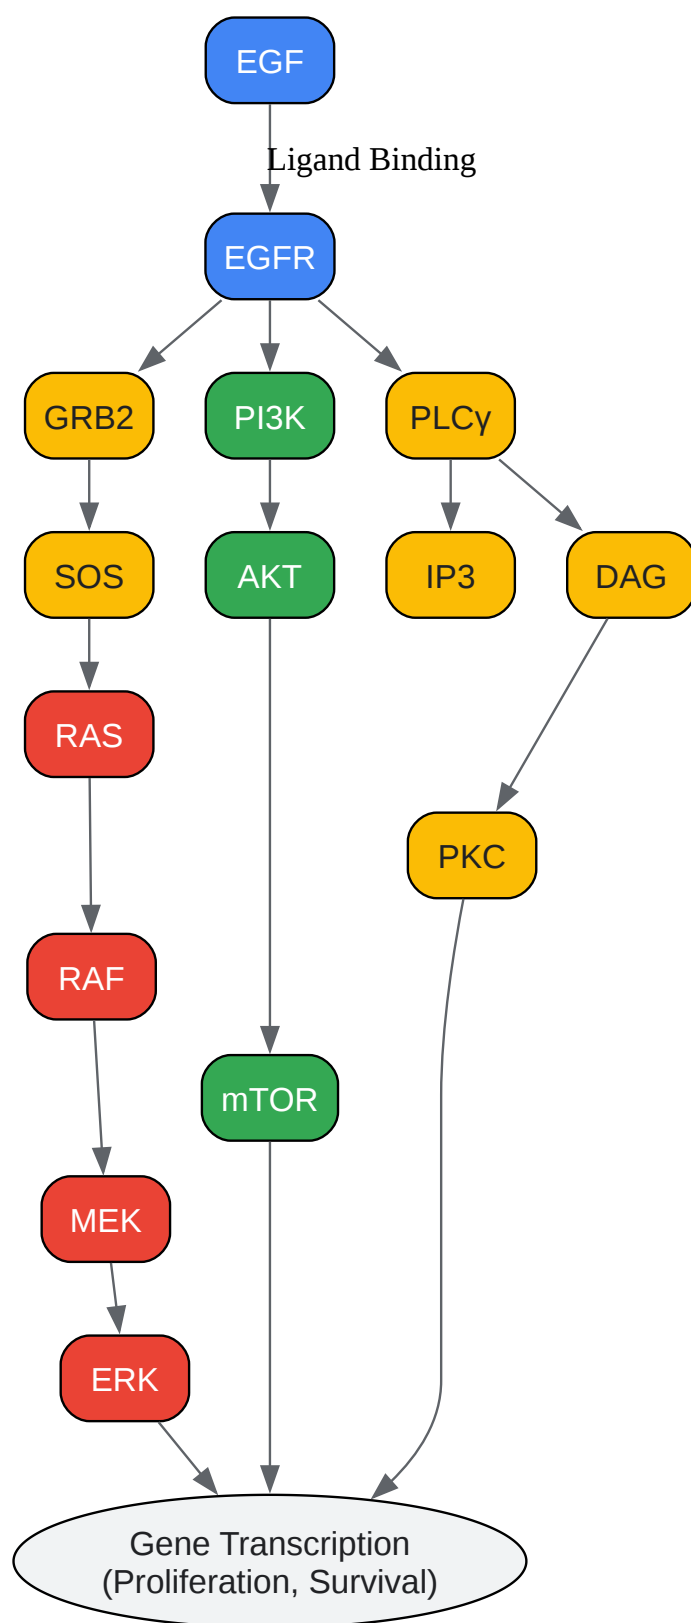 EGF
Ligand Binding
EGFR
GRB2
PI3K
PLCγ
SOS
AKT
IP3
DAG
RAS
PKC
RAF
mTOR
MEK
ERK
Gene Transcription
(Proliferation, Survival)